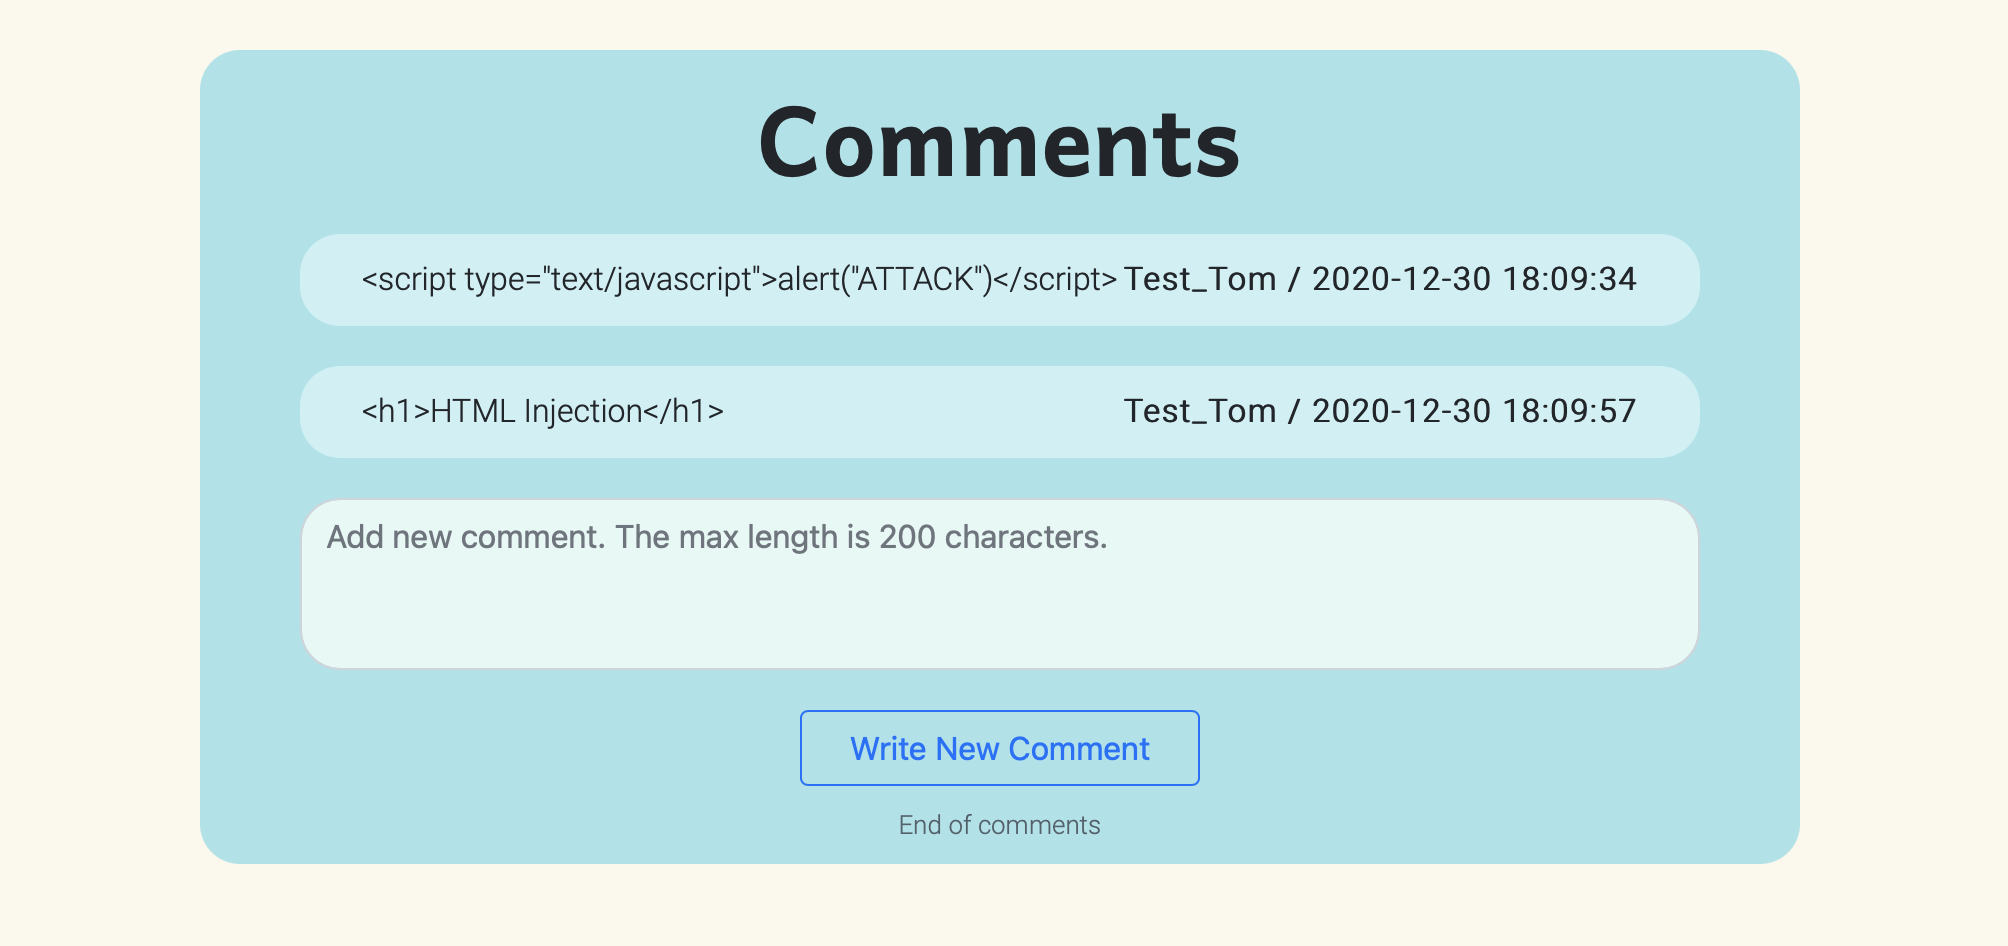 Comments
<script type="text/javascript">alert("ATTACK")</script> Test_Tom / 2020-12-30 18:09:34
<h1>HTML Injection</h1> Test_Tom / 2020-12-30 18:09:57
Add new comment. The max length is 200 characters.
Write New Comment
End of comments